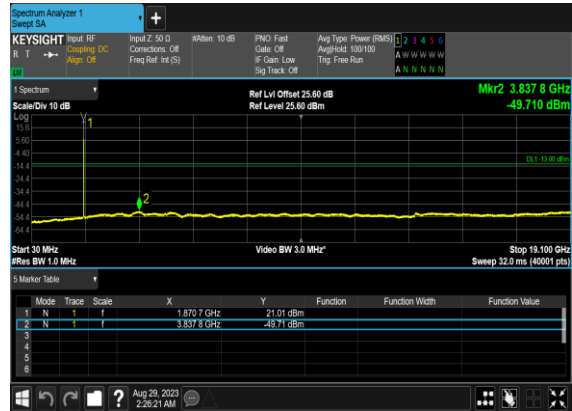 Spectrum Analyzer 1
Swept SA
+
KEYSIGHT Input: RF Input Z: 50 Ω #Atten: 10 dB PNO: Fast Avg Type: Power (RMS) 1 2 3 4 5 6
R T Coupling: DC Corrections: Off Gate: Off Avg|Hold: 100/100 A W W W W W
Align: Off Freq Ref: Int (S) IF Gain: Low Trig: Free Run
Sig Track: Off A N N N N N
1 Spectrum Ref Lvl Offset 25.60 dB Mkr2 3.837 8 GHz
Scale/Div 10 dB Ref Level 25.60 dBm -49.710 dBm
Log
15.6
5.60
-4.40
-14.4
-24.4
-34.4
-44.4
-54.4
-64.4
1
2
DL1 -13.00 dBm
Start 30 MHz Video BW 3.0 MHz* Stop 19.100 GHz
#Res BW 1.0 MHz Sweep 32.0 ms (40001 pts)
5 Marker Table
Mode Trace Scale X Y Function Function Width Function Value
1 N 1 f 1.870 7 GHz 21.01 dBm
2 N 1 f 3.837 8 GHz -49.71 dBm
3
4
5
6
? Aug 29, 2023
2:26:21 AM